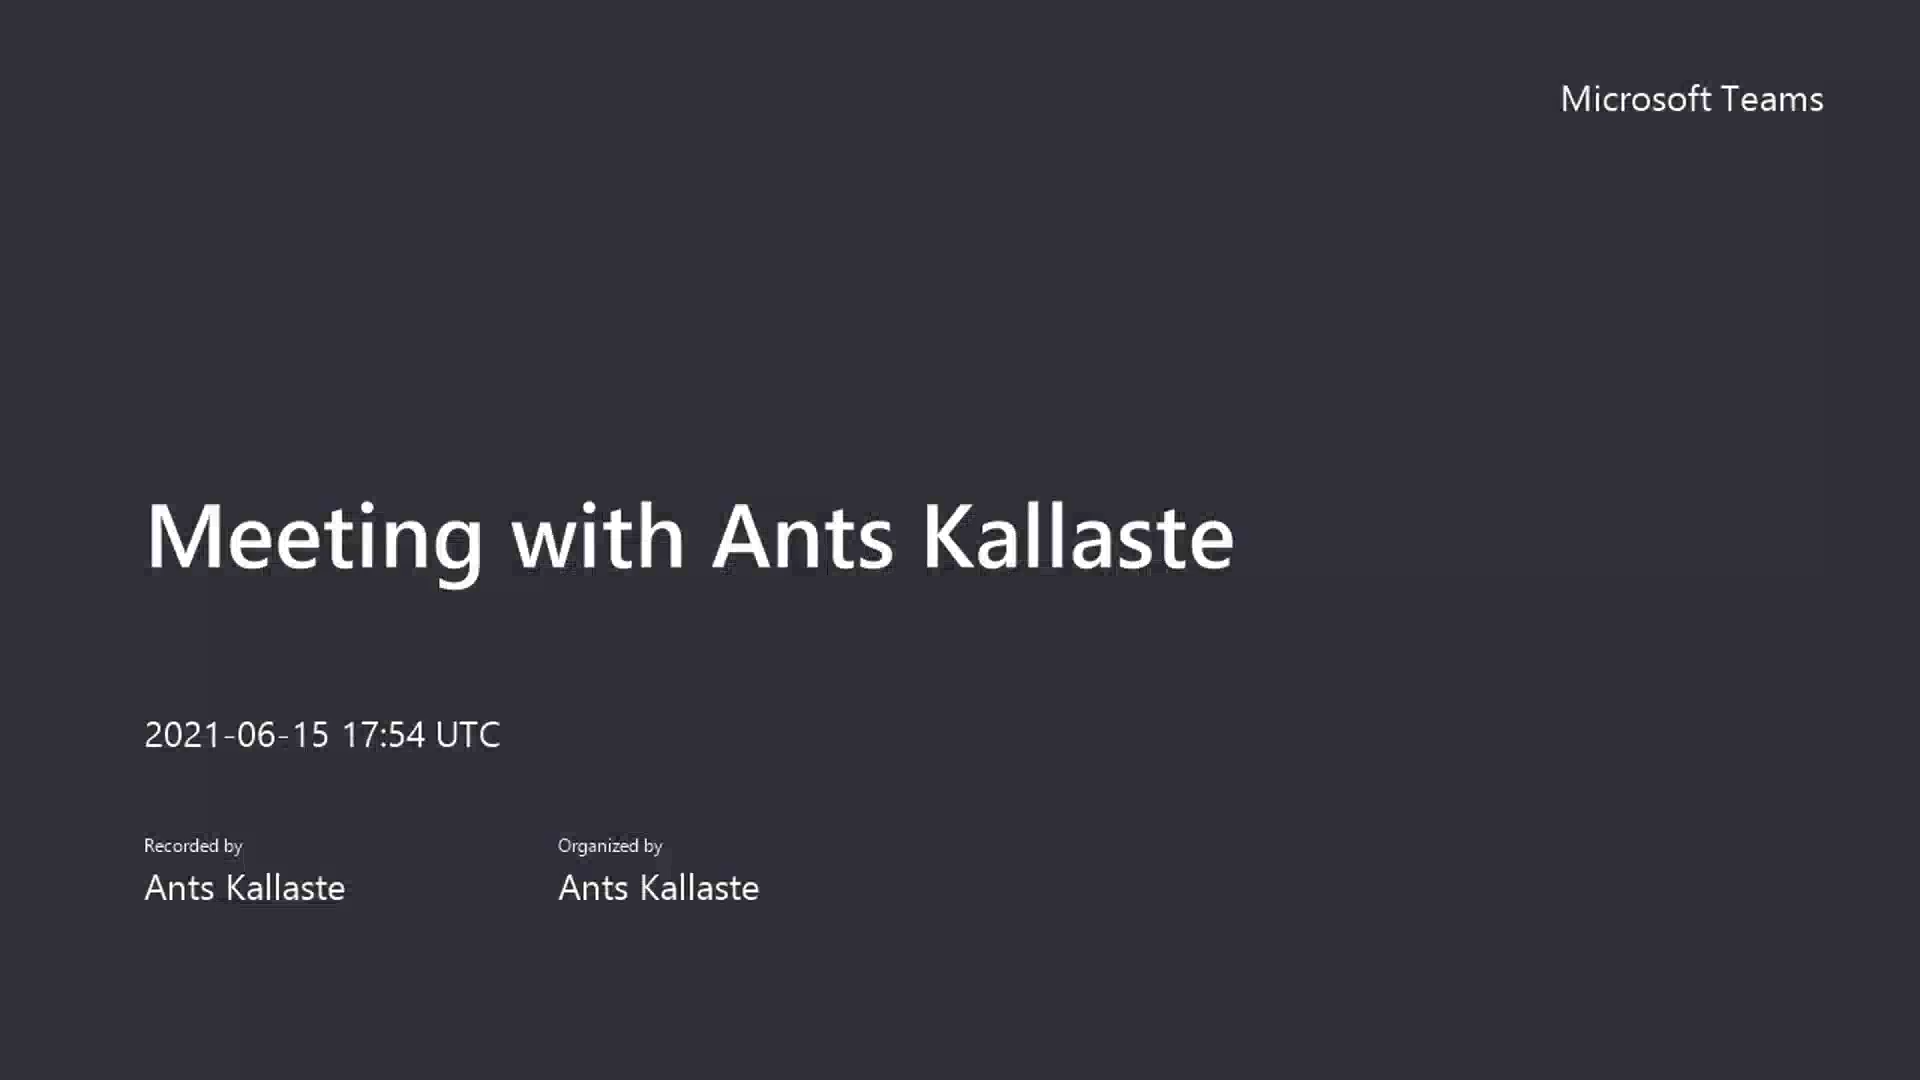 Microsoft Teams
Meeting with Ants Kallaste
2021-06-15 17:54 UTC
Recorded by
Ants Kallaste
Organized by
Ants Kallaste